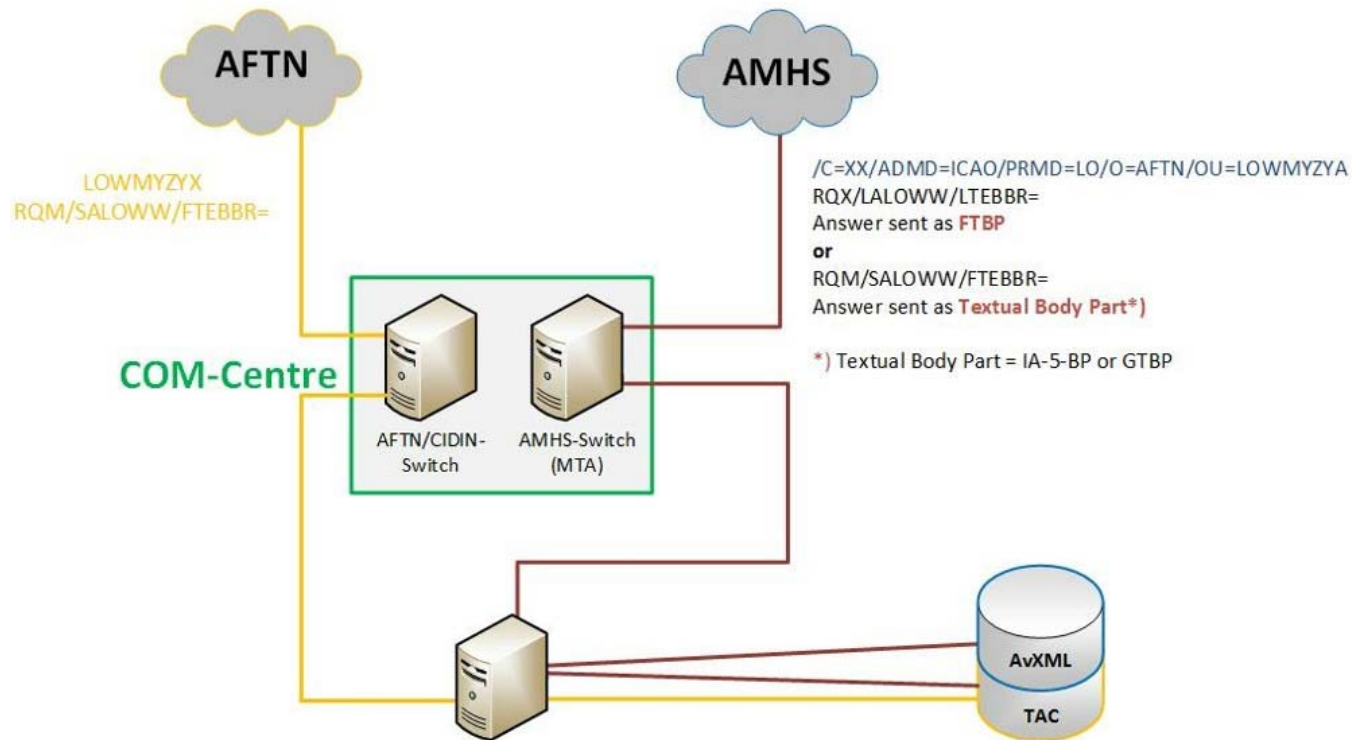 AFTN
AMHS
LOWMYZYX
RQM/SALOWW/FTEBBR=
/C=XX/ADMD=ICAO/PRMD=LO/O=AFTN/OU=LOWMYZYA
RQX/LALOWW/LTEBBR=
Answer sent as FTBP
or
RQM/SALOWW/FTEBBR=
Answer sent as Textual Body Part*)
*) Textual Body Part = IA-5-BP or GTBP
COM-Centre
AFTN/CIDIN-
Switch
AMHS-Switch
(MTA)
AvXML
TAC